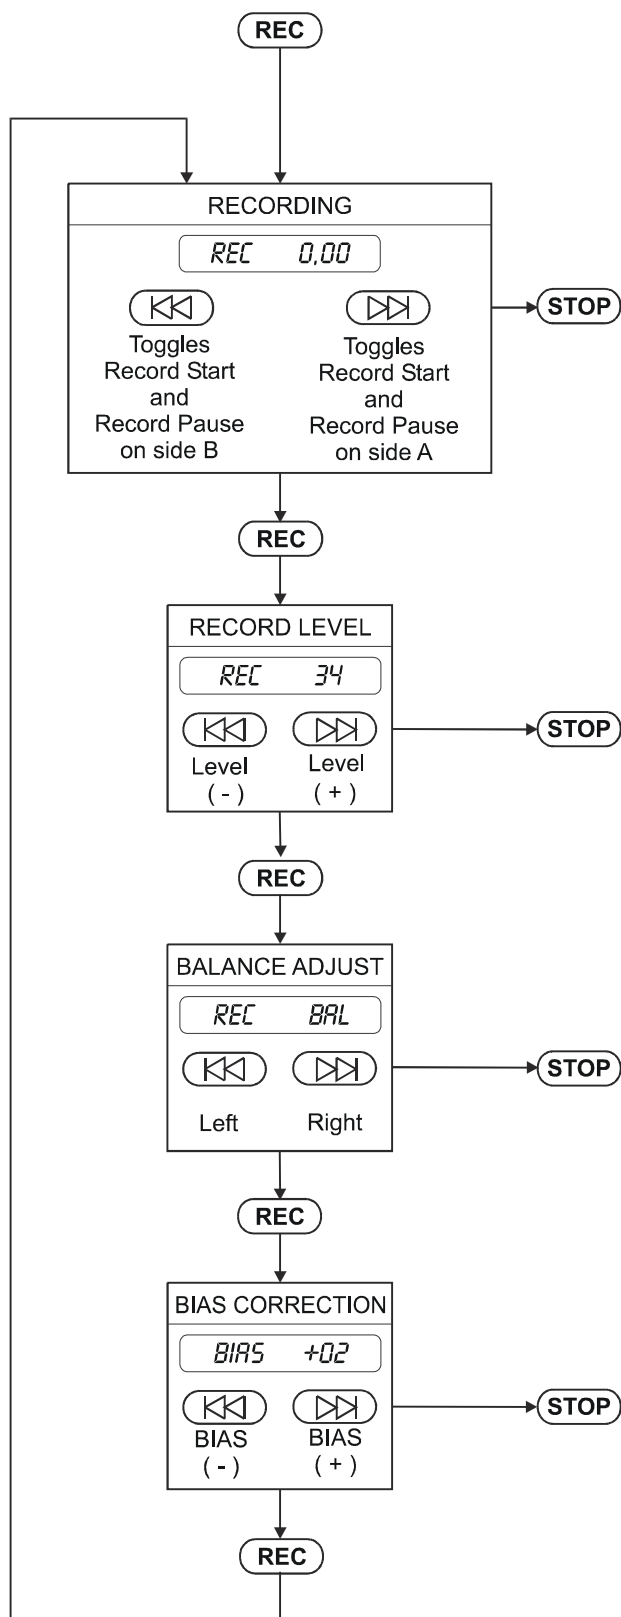 REC
RECORDING
REC 0,00
STOP
Toggles
Record Start
and
Record Pause
on side B
Toggles
Record Start
and
Record Pause
on side A
REC
RECORD LEVEL
REC 34
STOP
Level
( - )
Level
( + )
REC
BALANCE ADJUST
REC BAL
STOP
Left
Right
REC
BIAS CORRECTION
BIAS +02
STOP
BIAS
( - )
BIAS
( + )
REC